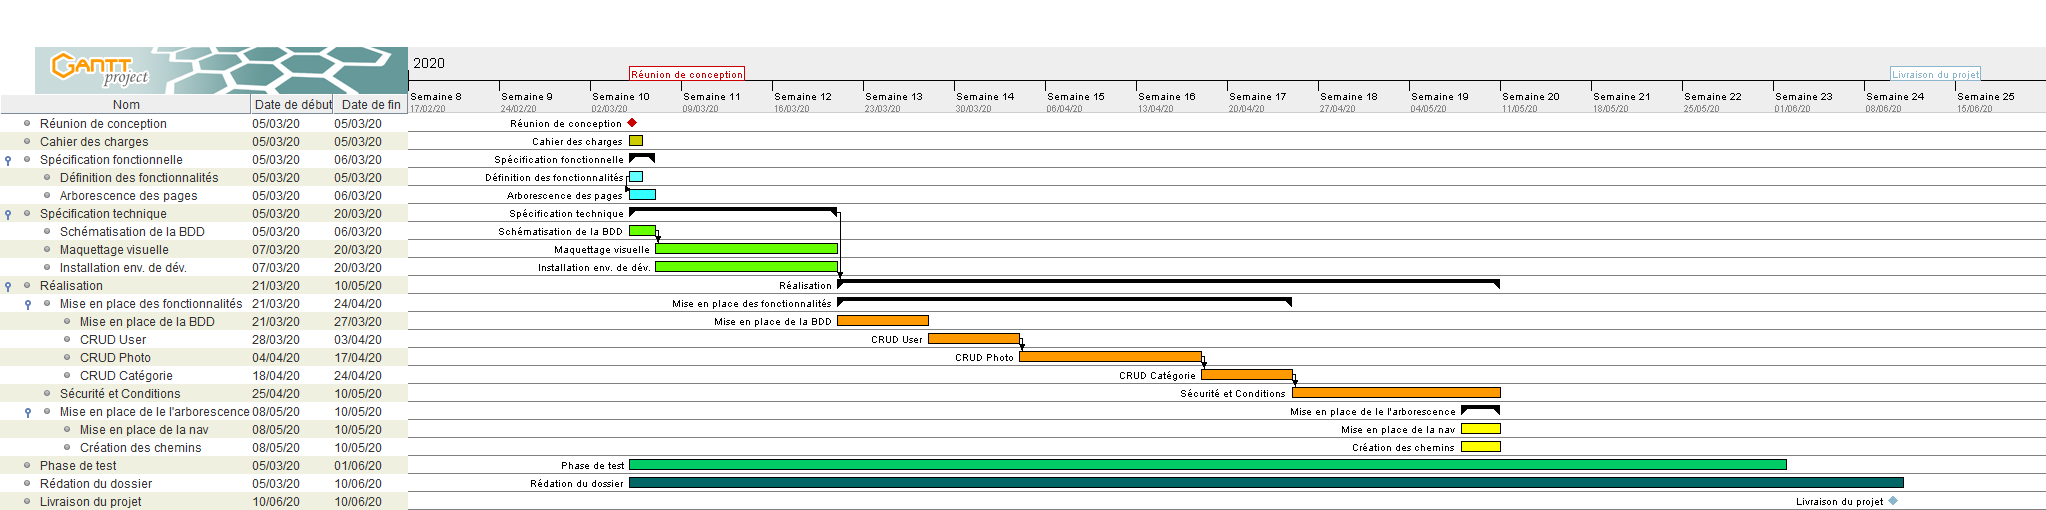 GANTT
project
2020
Réunion de conception
Livraison du projet
Nom Date de début Date de fin
Semaine 8 Semaine 9 Semaine 10 Semaine 11 Semaine 12 Semaine 13 Semaine 14 Semaine 15 Semaine 16 Semaine 17 Semaine 18 Semaine 19 Semaine 20 Semaine 21 Semaine 22 Semaine 23 Semaine 24 Semaine 25
17/02/20 24/02/20 02/03/20 09/03/20 16/03/20 23/03/20 30/03/20 06/04/20 13/04/20 20/04/20 27/04/20 04/05/20 11/05/20 18/05/20 25/05/20 01/06/20 08/06/20 15/06/20
Réunion de conception 05/03/20 05/03/20 Réunion de conception
Cahier des charges 05/03/20 05/03/20 Cahier des charges
Spécification fonctionnelle 05/03/20 06/03/20 Spécification fonctionnelle
Définition des fonctionnalités 05/03/20 05/03/20 Définition des fonctionnalités
Arborescence des pages 05/03/20 06/03/20 Arborescence des pages
Spécification technique 05/03/20 20/03/20 Spécification technique
Schématisation de la BDD 05/03/20 06/03/20 Schématisation de la BDD
Maquettage visuelle 07/03/20 20/03/20 Maquettage visuelle
Installation env. de dév. 07/03/20 20/03/20 Installation env. de dév.
Réalisation 21/03/20 10/05/20 Réalisation
Mise en place des fonctionnalités 21/03/20 24/04/20 Mise en place des fonctionnalités
Mise en place de la BDD 21/03/20 27/03/20 Mise en place de la BDD
CRUD User 28/03/20 03/04/20 CRUD User
CRUD Photo 04/04/20 17/04/20 CRUD Photo
CRUD Catégorie 18/04/20 24/04/20 CRUD Catégorie
Sécurité et Conditions 25/04/20 10/05/20 Sécurité et Conditions
Mise en place de le l'arborescence 08/05/20 10/05/20 Mise en place de le l'arborescence
Mise en place de la nav 08/05/20 10/05/20 Mise en place de la nav
Création des chemins 08/05/20 10/05/20 Création des chemins
Phase de test 05/03/20 01/06/20 Phase de test
Rédation du dossier 05/03/20 10/06/20 Rédation du dossier
Livraison du projet 10/06/20 10/06/20 Livraison du projet